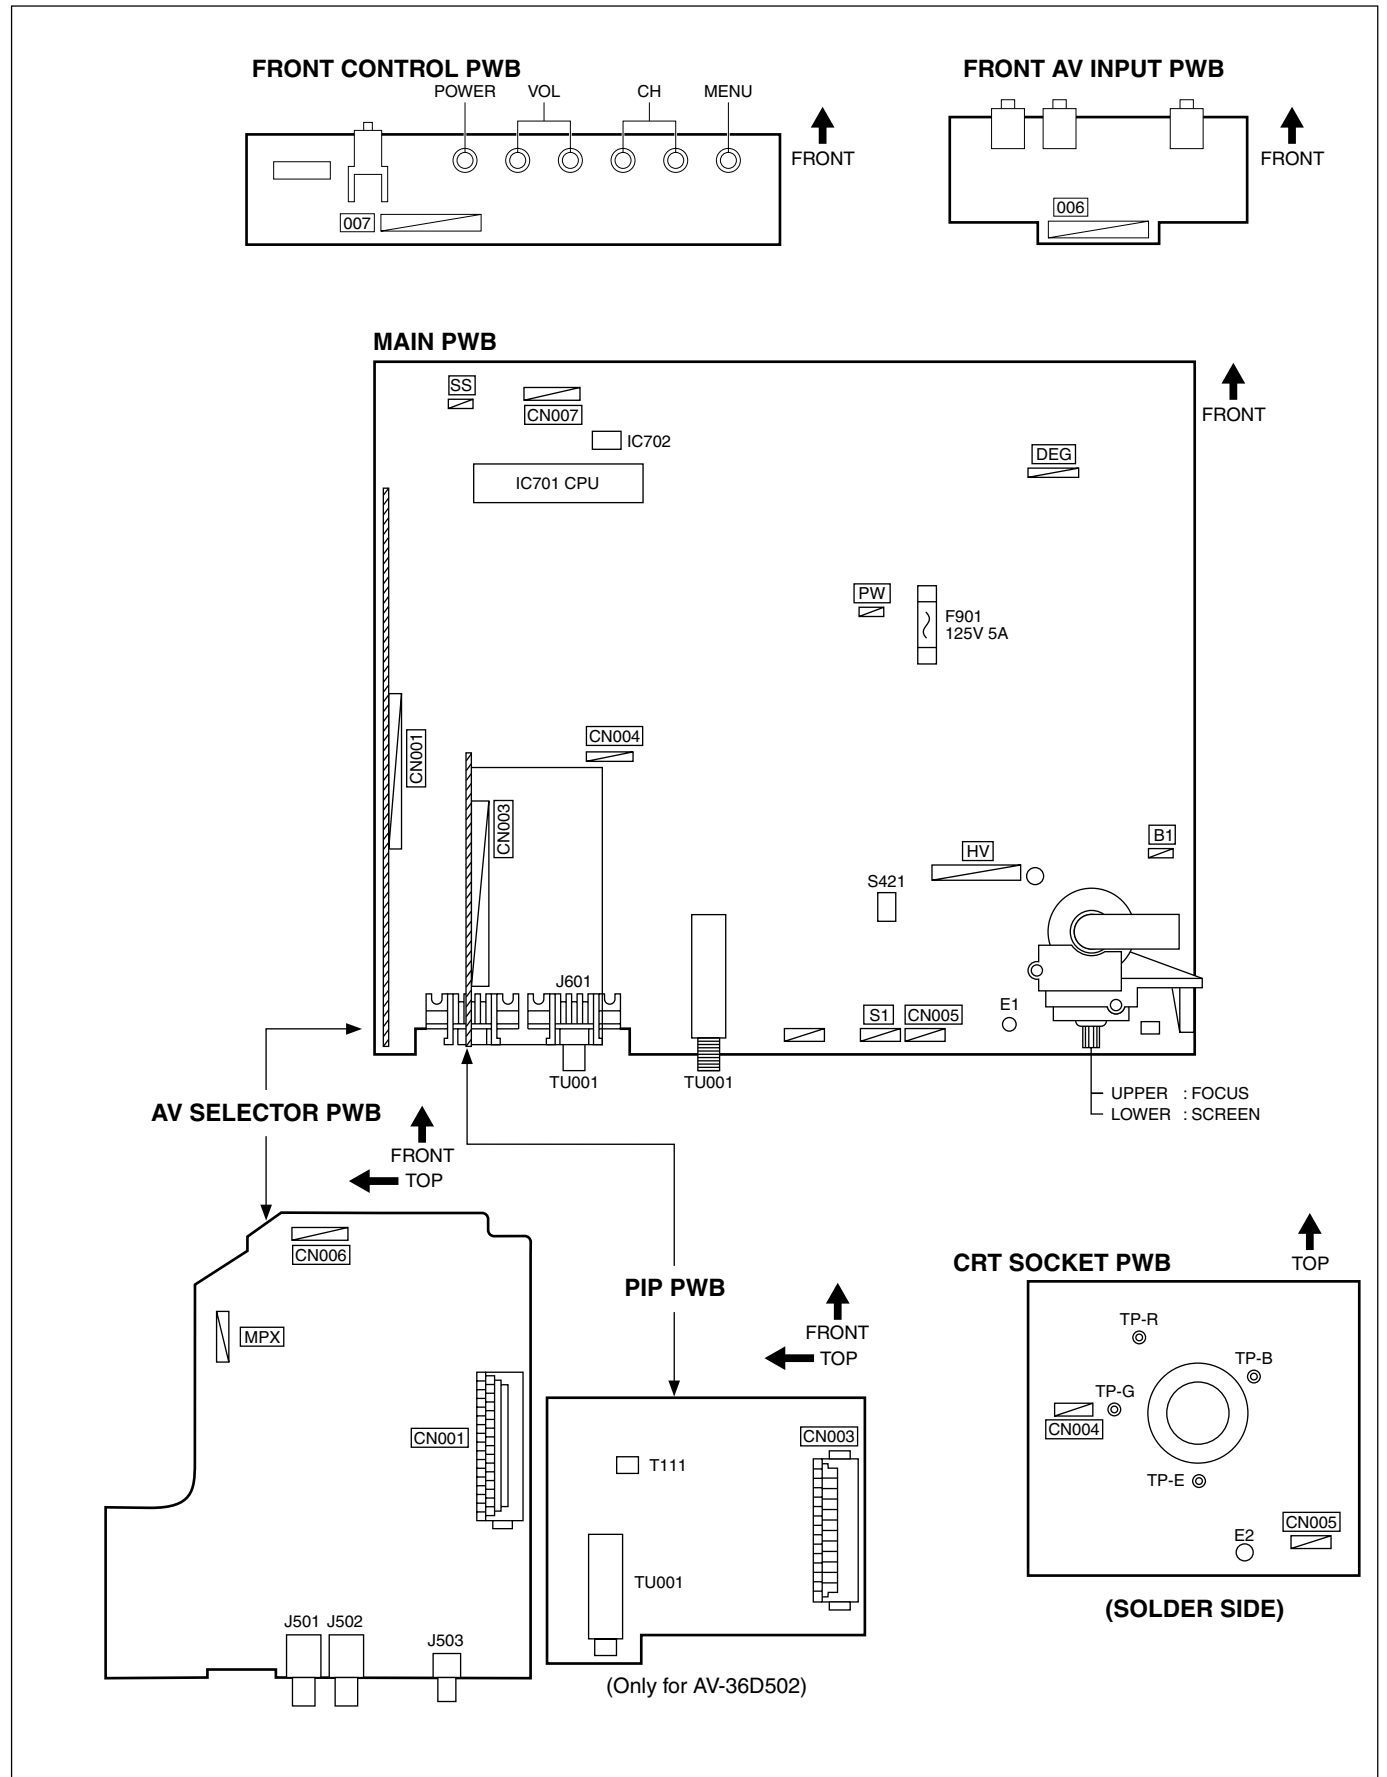 FRONT CONTROL PWB
POWER VOL CH MENU
FRONT
007
FRONT AV INPUT PWB
FRONT
006
MAIN PWB
FRONT
SS
CN007
IC702
IC701 CPU
DEG
PW
F901
125V 5A
CN001
CN004
CN003
B1
HV
S421
J601
S1 CN005
E1
TU001
TU001
UPPER : FOCUS
LOWER : SCREEN
AV SELECTOR PWB
FRONT
TOP
CN006
MPX
CN001
J501 J502
J503
PIP PWB
FRONT
TOP
CN003
T111
TU001
(Only for AV-36D502)
CRT SOCKET PWB
TOP
TP-R
TP-B
TP-G
CN004
TP-E
CN005
E2
(SOLDER SIDE)